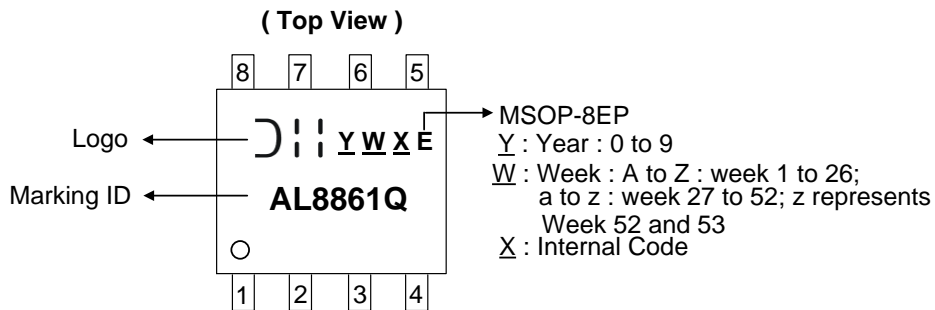 ( Top View )
8 7 6 5
Logo
Y W X E
MSOP-8EP
Y : Year : 0 to 9
Marking ID
AL8861Q
W : Week : A to Z : week 1 to 26;
a to z : week 27 to 52; z represents
Week 52 and 53
X : Internal Code
1 2 3 4